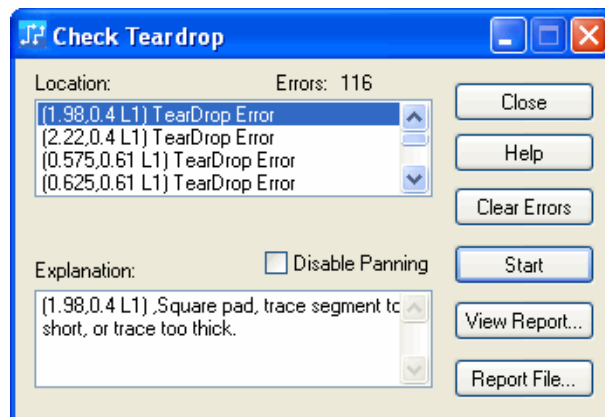 Check Teardrop
Location: Errors: 116
(1.98,0.4 L1) TearDrop Error
(2.22,0.4 L1) TearDrop Error
(0.575,0.61 L1) TearDrop Error
(0.625,0.61 L1) TearDrop Error
Close
Help
Clear Errors
Explanation:
Disable Panning
Start
(1.98,0.4 L1) ,Square pad, trace segment tc
short, or trace too thick.
View Report...
Report File...